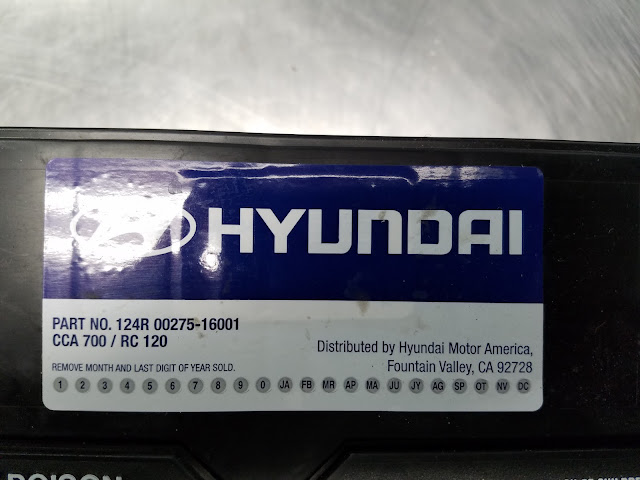 HYUNDAI
PART NO. 124R 00275-16001
CCA 700 / RC 120
Distributed by Hyundai Motor America,
Fountain Valley, CA 92728
REMOVE MONTH AND LAST DIGIT OF YEAR SOLD.
1 2 3 4 5 6 7 8 9 0 JA FB MR AP MA JU JY AG SP OT NV DC
POISON